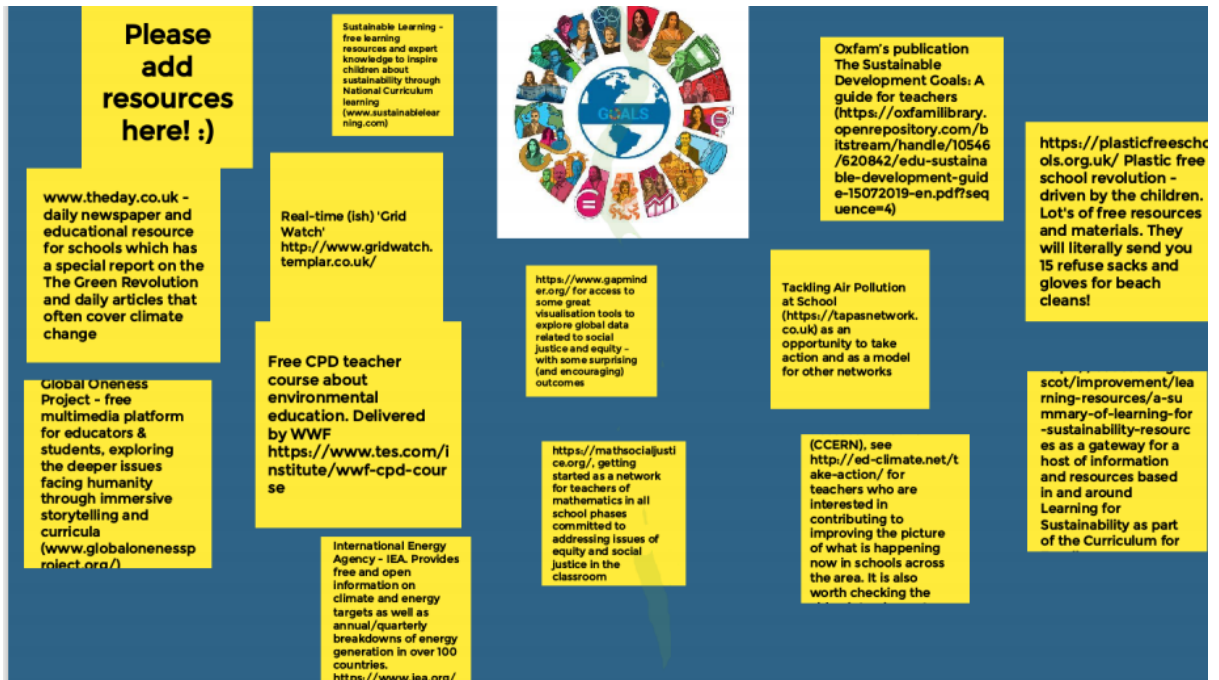 Please
add
resources
here! :)
Sustainable Learning -
free learning
resources and expert
knowledge to inspire
children about
sustainability through
National Curriculum
learning
(www.sustainablelear
ning.com)
GOALS
Oxfam's publication
The Sustainable
Development Goals: A
guide for teachers
(https://oxfamilibrary.
openrepository.com/b
itstream/handle/10546
/620842/edu-sustaina
ble-development-guid
e-15072019-en.pdf?seq
uence=4)
https://plasticfreescho
ols.org.uk/ Plastic free
school revolution -
driven by the children.
Lot's of free resources
and materials. They
will literally send you
15 refuse sacks and
gloves for beach
cleans!
www.theday.co.uk -
daily newspaper and
educational resource
for schools which has
a special report on the
The Green Revolution
and daily articles that
often cover climate
change
Real-time (ish) 'Grid
Watch'
http://www.gridwatch.
templar.co.uk/
https://www.gapmind
er.org/ for access to
some great
visualisation tools to
explore global data
related to social
justice and equity -
with some surprising
(and encouraging)
outcomes
Tackling Air Pollution
at School
(https://tapasnetwork.
co.uk) as an
opportunity to take
action and as a model
for other networks
Global Oneness
Project - free
multimedia platform
for educators &
students, exploring
the deeper issues
facing humanity
through immersive
storytelling and
curricula
(www.globalonenessp
roject.org/)
Free CPD teacher
course about
environmental
education. Delivered
by WWF
https://www.tes.com/i
nstitute/wwf-cpd-cour
se
https://mathsocialjusti
ce.org/, getting
started as a network
for teachers of
mathematics in all
school phases
committed to
addressing issues of
equity and social
justice in the
classroom
(CCERN), see
http://ed-climate.net/t
ake-action/ for
teachers who are
interested in
contributing to
improving the picture
of what is happening
now in schools across
the area. It is also
worth checking the
scot/improvement/lea
rning-resources/a-su
mmary-of-learning-for
-sustainability-resourc
es as a gateway for a
host of information
and resources based
in and around
Learning for
Sustainability as part
of the Curriculum for
International Energy
Agency - IEA. Provides
free and open
information on
climate and energy
targets as well as
annual/quarterly
breakdowns of energy
generation in over 100
countries.
https://www.iea.org/